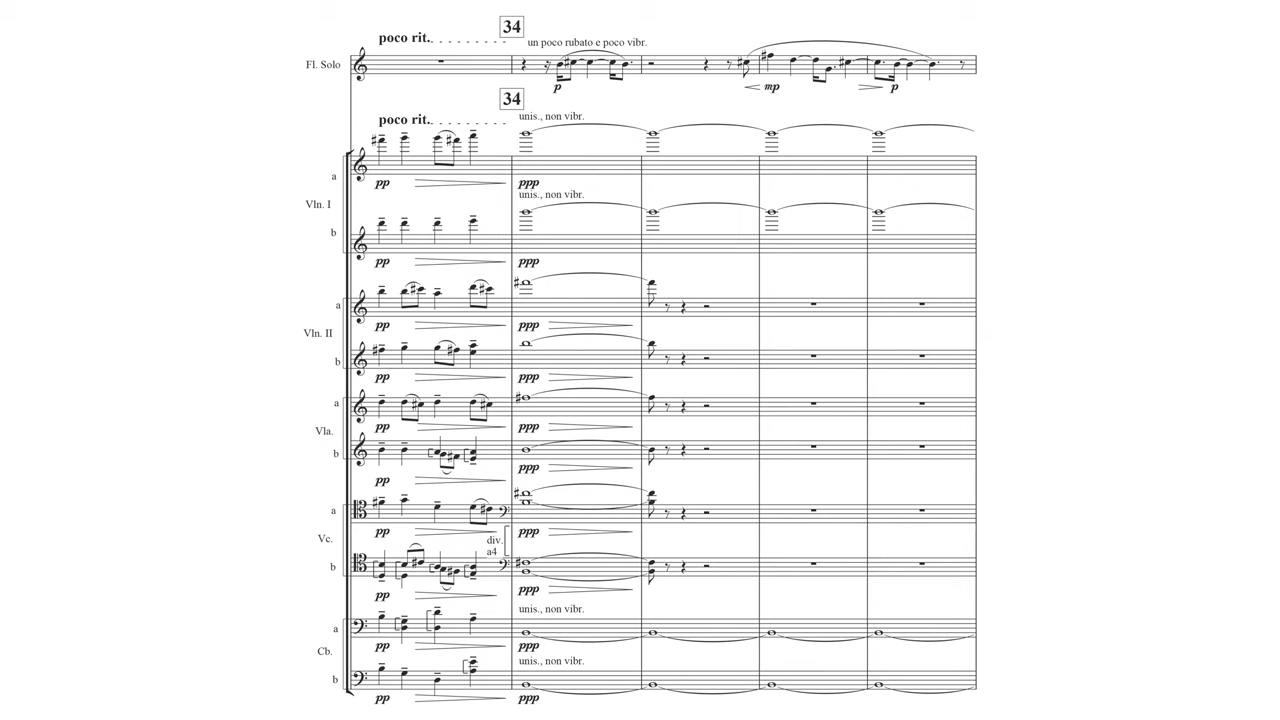 34
poco rit.
un poco rubato e poco vibr.
Fl. Solo
p
mp
p
34
poco rit.
unis., non vibr.
a
pp
ppp
Vln. I
unis., non vibr.
b
pp
ppp
a
pp
ppp
Vln. II
b
pp
ppp
a
pp
ppp
Vla.
b
pp
ppp
a
pp
ppp
Vc.
div.
a4
b
pp
ppp
unis., non vibr.
a
pp
ppp
Cb.
unis., non vibr.
b
pp
ppp